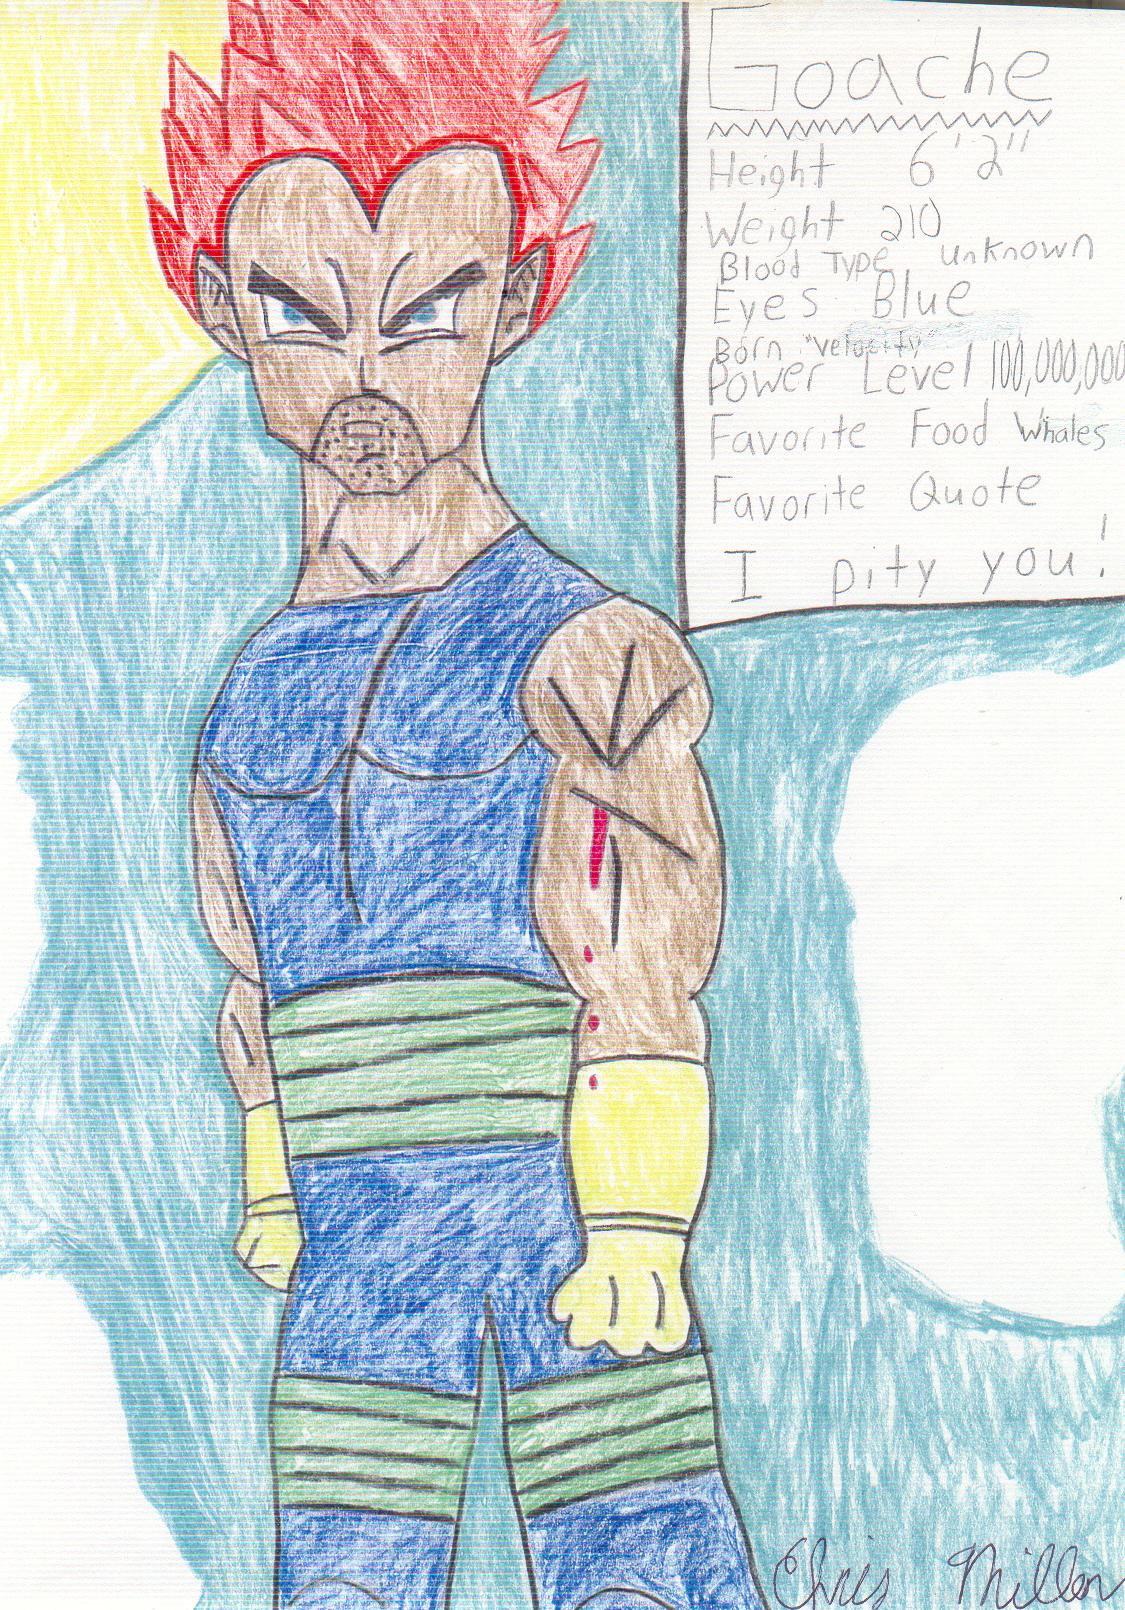 Goache
Height 6'2"
Weight 210
Blood Type unknown
Eyes Blue
Born "Velocity"
Power Level 100,000,000
Favorite Food Whales
Favorite Quote
I pity you!
Chris Miller